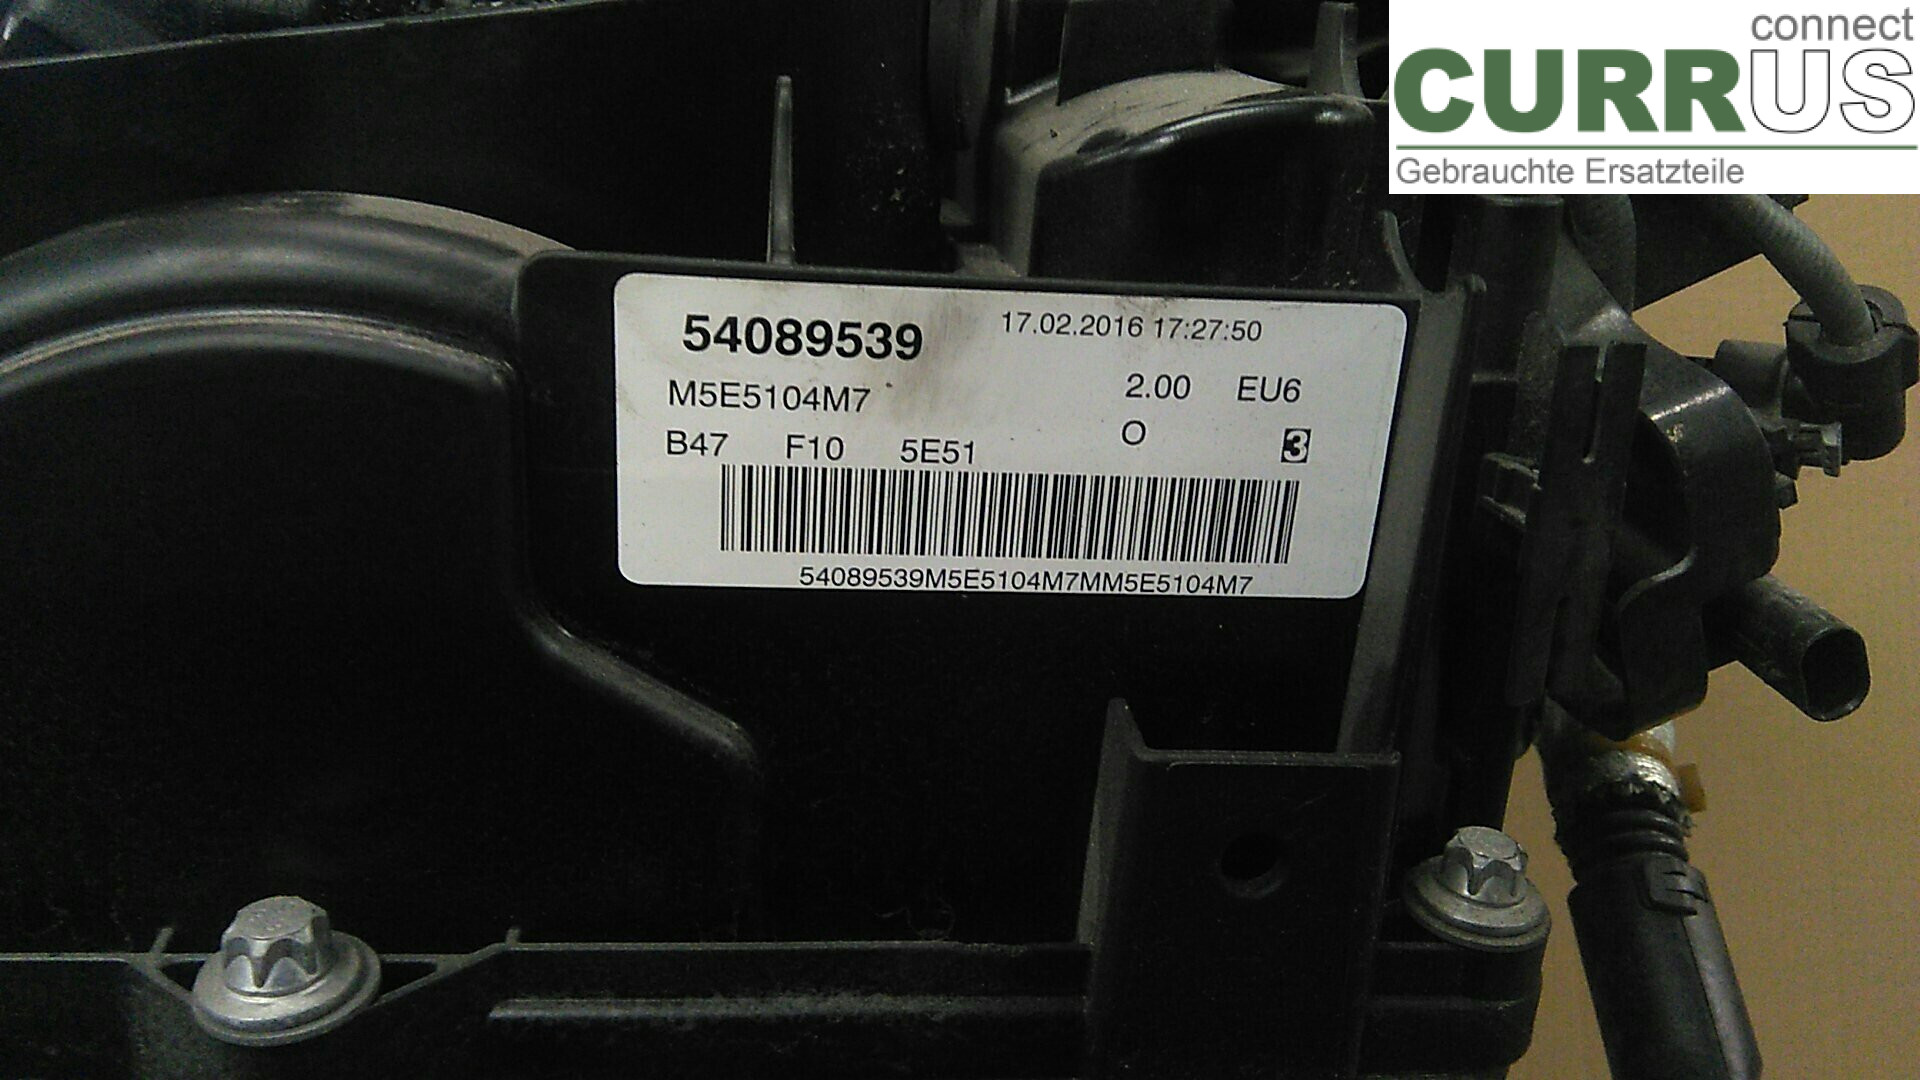 connect
CURRUS
Gebrauchte Ersatzteile
54089539 17.02.2016 17:27:50
M5E5104M7 2.00 EU6
B47 F10 5E51 O 3
54089539M5E5104M7MM5E5104M7